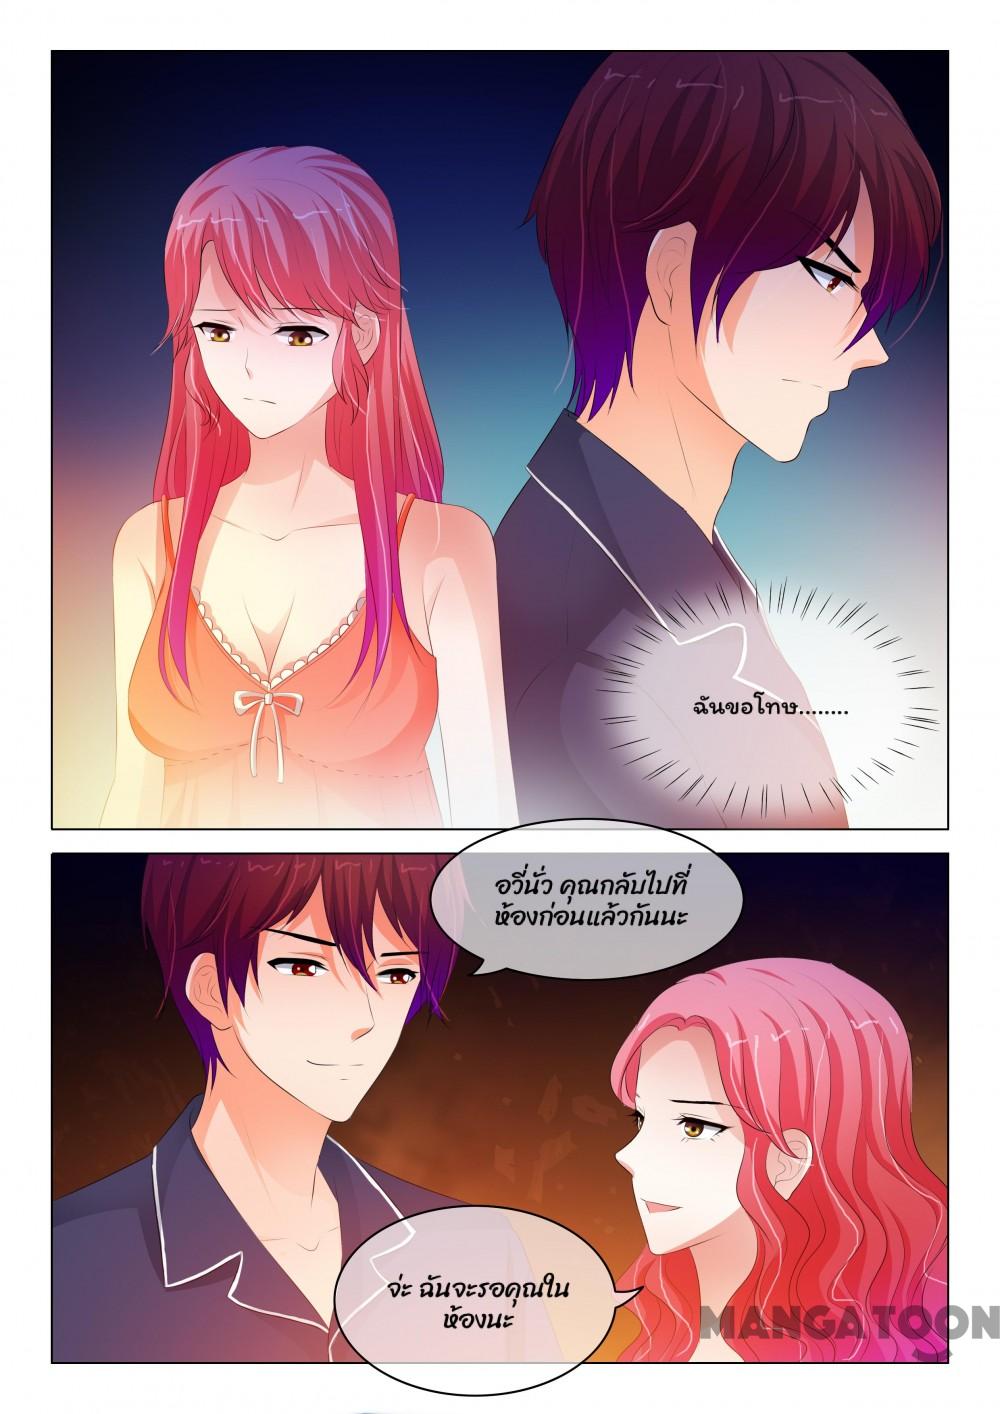 ฉันขอโทษ........
อวี่นั่ว คุณกลับไปที่
ห้องก่อนแล้วกันนะ
จ่ะ ฉันจะรอคุณใน
ห้องนะ
MANGATOON